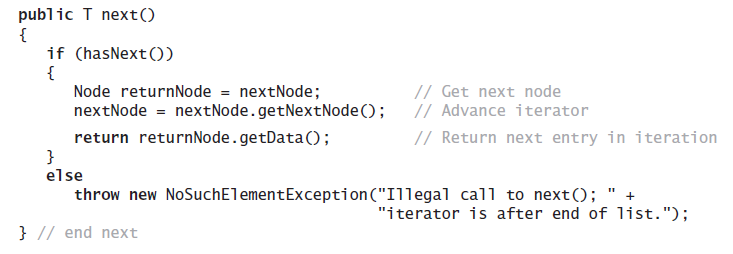 public T next()
{
if (hasNext())
{
Node returnNode = nextNode; // Get next node
nextNode = nextNode.getNextNode(); // Advance iterator
return returnNode.getData(); // Return next entry in iteration
}
else
throw new NoSuchElementException("Illegal call to next(); " +
"iterator is after end of list.");
} // end next